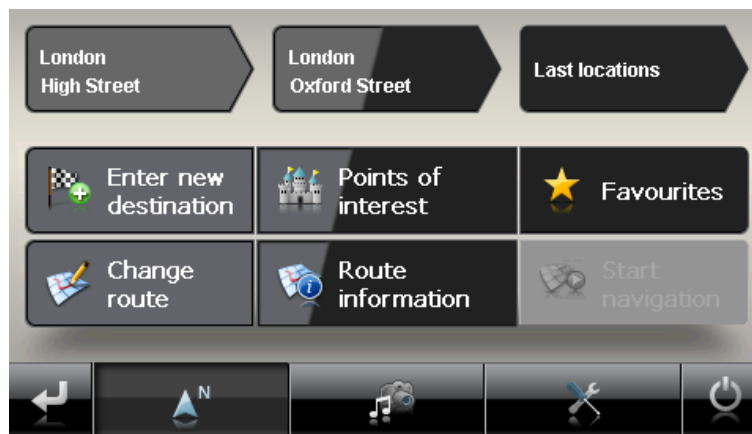 London
High Street
London
Oxford Street
Last locations
Enter new
destination
Points of
interest
Favourites
Change
route
Route
information
Start
navigation
N